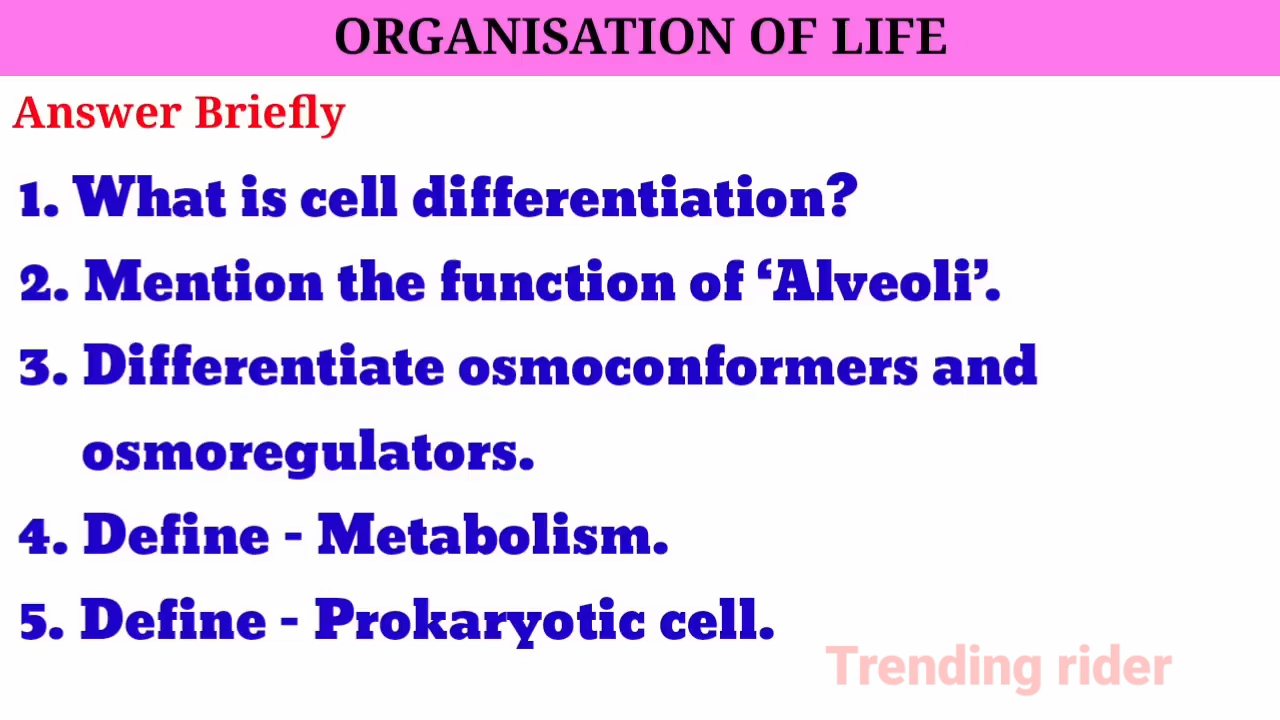 ORGANISATION OF LIFE
Answer Briefly
1. What is cell differentiation?
2. Mention the function of ‘Alveoli’.
3. Differentiate osmoconformers and
osmoregulators.
4. Define - Metabolism.
5. Define - Prokaryotic cell.
Trending rider